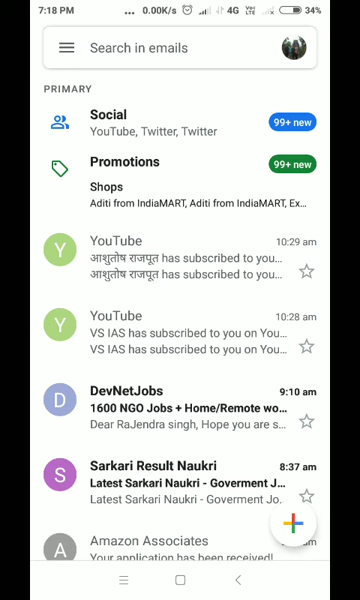 7:18 PM ... 0.00K/s 4G VoLTE 34%
Search in emails
PRIMARY
Social
99+ new
YouTube, Twitter, Twitter
Promotions
99+ new
Shops
Aditi from IndiaMART, Aditi from IndiaMART, Ex...
Y
YouTube
10:29 am
आशुतोष राजपूत has subscribed to you...
आशुतोष राजपूत has subscribed to you...
Y
YouTube
10:28 am
VS IAS has subscribed to you on You...
VS IAS has subscribed to you on You...
D
DevNetJobs
9:10 am
1600 NGO Jobs + Home/Remote wo...
Dear RaJendra singh, Hope you are s...
S
Sarkari Result Naukri
8:37 am
Latest Sarkari Naukri - Goverment J...
Latest Sarkari Naukri - Goverment Jo.
A
Amazon Associates
am
Your application has been received!